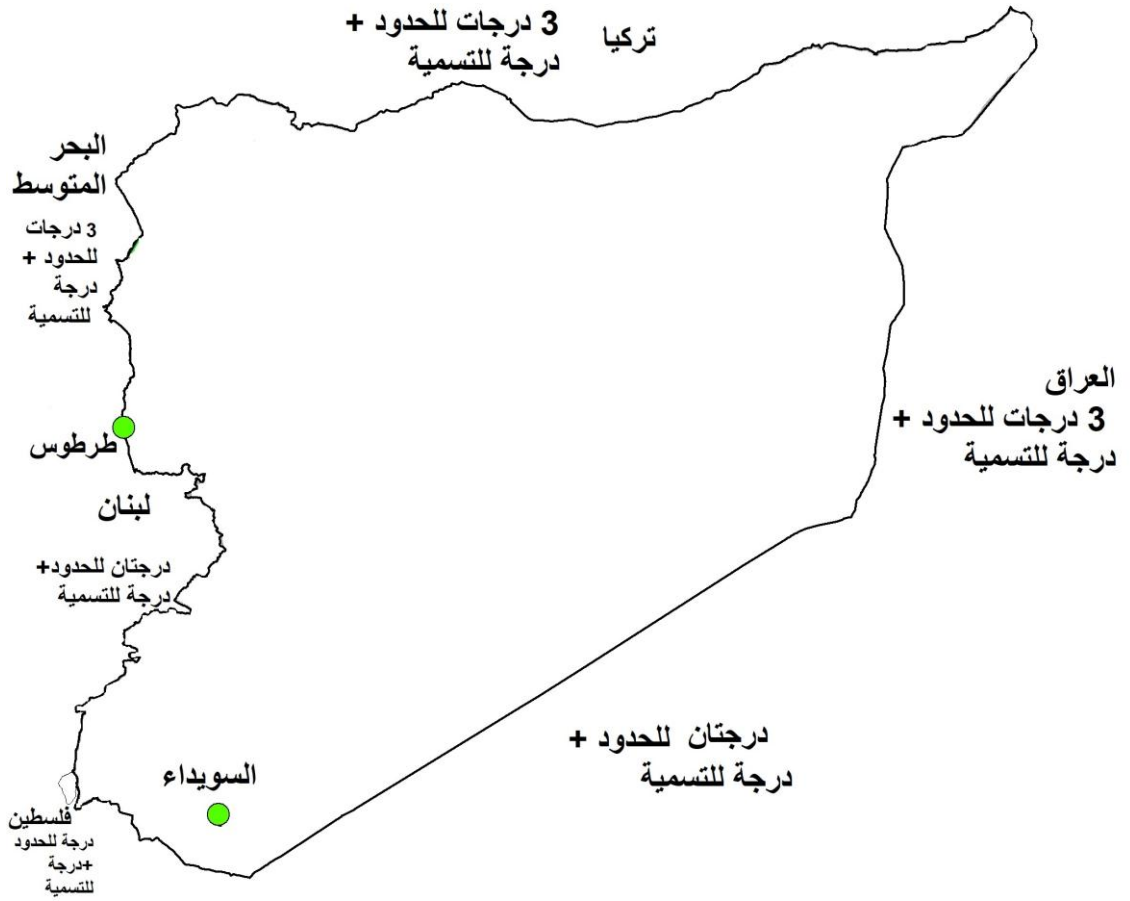 3 درجات للحدود +
درجة للتسمية
تركيا
البحر
المتوسط
3 درجات
للحدود +
درجة
للتسمية
العراق
3 درجات للحدود +
درجة للتسمية
طرطوس
لبنان
درجتان للحدود+
درجة للتسمية
درجتان للحدود +
درجة للتسمية
السويداء
فلسطين
درجة للحدود
+درجة
للتسمية